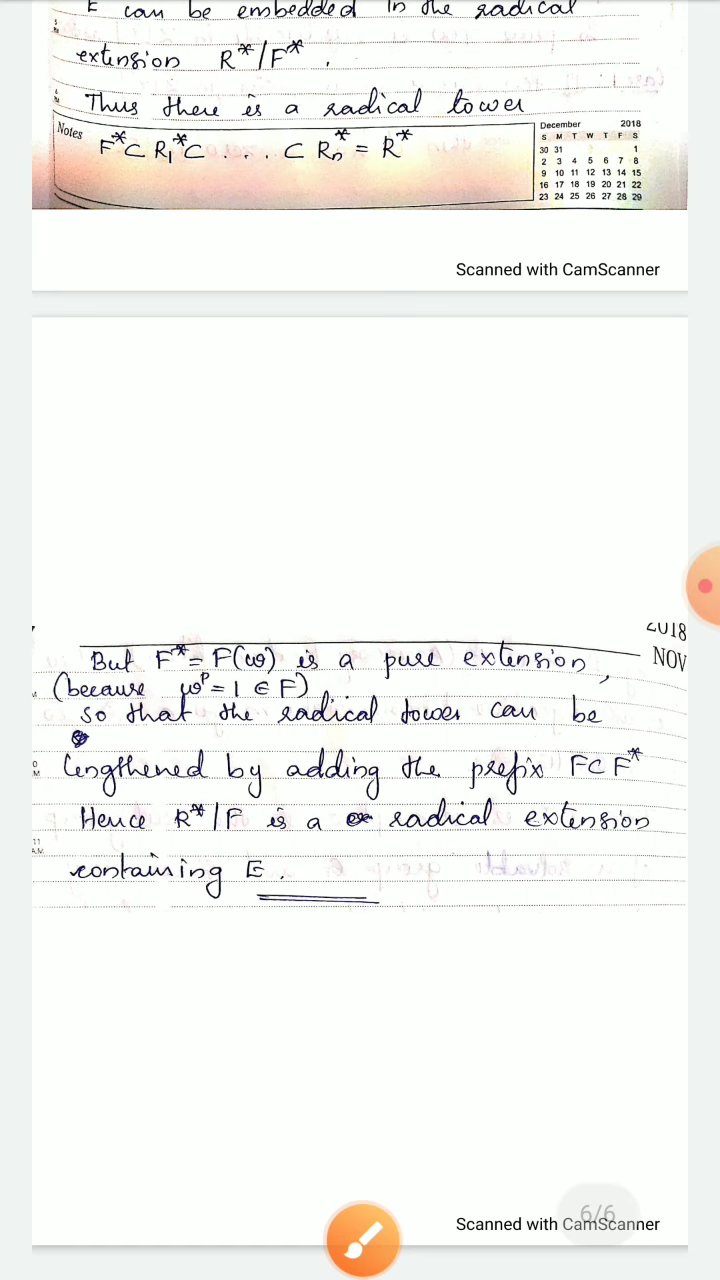 E can be embedded in the radical
extension R*/F* .
Thus there is a radical tower
Notes
F* ⊂ R₁* ⊂ . . . ⊂ Rₙ* = R*
December 2018
S M T W T F S
30 31 1
2 3 4 5 6 7 8
9 10 11 12 13 14 15
16 17 18 19 20 21 22
23 24 25 26 27 28 29
Scanned with CamScanner
2018
NOV
But F* = F(ω) is a pure extension,
(because ωᵖ = 1 ∈ F)
so that the radical tower can be
lengthened by adding the prefix F ⊂ F*
Hence R*/F is a radical extension
11
A.M.
containing E.
6/6
Scanned with CamScanner